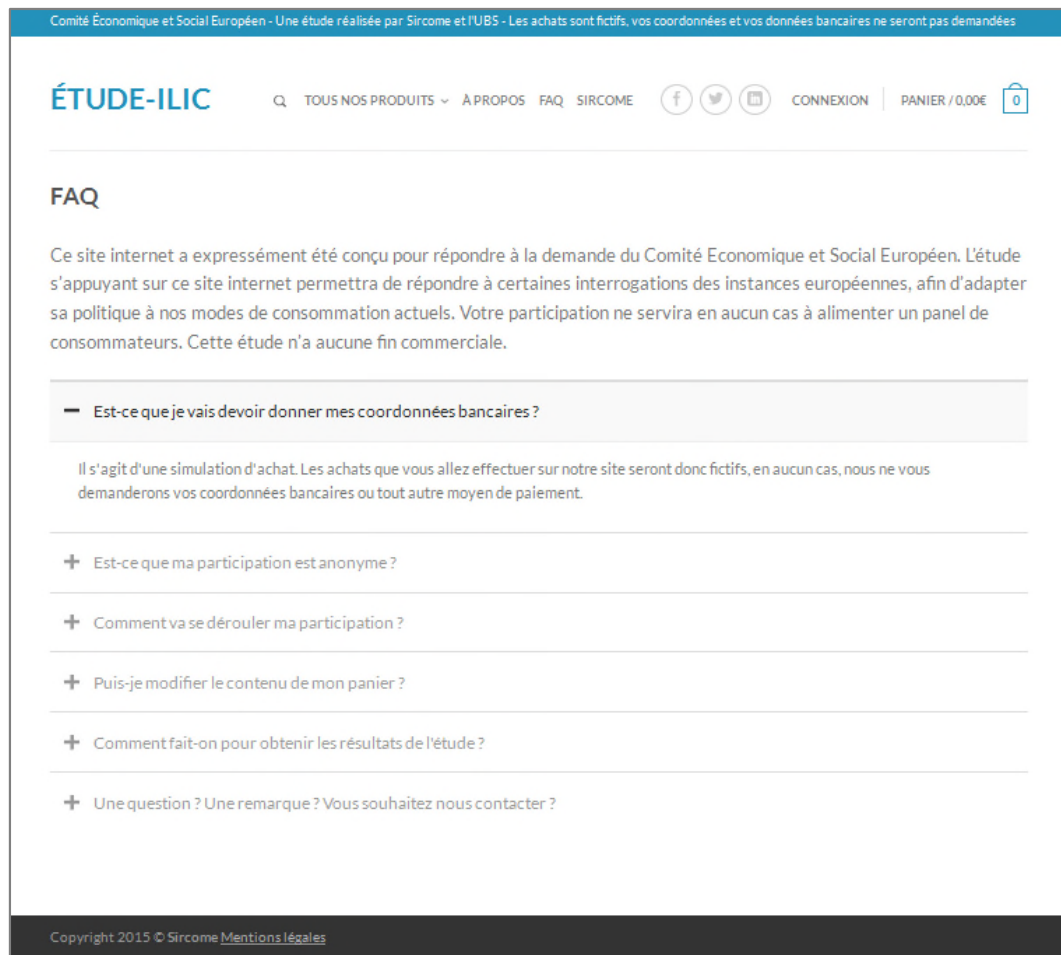 Comité Économique et Social Européen - Une étude réalisée par Sircome et l'UBS - Les achats sont fictifs, vos coordonnées et vos données bancaires ne seront pas demandées
ÉTUDE-ILIC TOUS NOS PRODUITS À PROPOS FAQ SIRCOME CONNEXION PANIER / 0,00€ 0
FAQ
Ce site internet a expressément été conçu pour répondre à la demande du Comité Economique et Social Européen. L'étude
s'appuyant sur ce site internet permettra de répondre à certaines interrogations des instances européennes, afin d'adapter
sa politique à nos modes de consommation actuels. Votre participation ne servira en aucun cas à alimenter un panel de
consommateurs. Cette étude n'a aucune fin commerciale.
Est-ce que je vais devoir donner mes coordonnées bancaires ?
Il s'agit d'une simulation d'achat. Les achats que vous allez effectuer sur notre site seront donc fictifs, en aucun cas, nous ne vous
demanderons vos coordonnées bancaires ou tout autre moyen de paiement.
Est-ce que ma participation est anonyme ?
Comment va se dérouler ma participation ?
Puis-je modifier le contenu de mon panier ?
Comment fait-on pour obtenir les résultats de l'étude ?
Une question ? Une remarque ? Vous souhaitez nous contacter ?
Copyright 2015 © Sircome Mentions légales